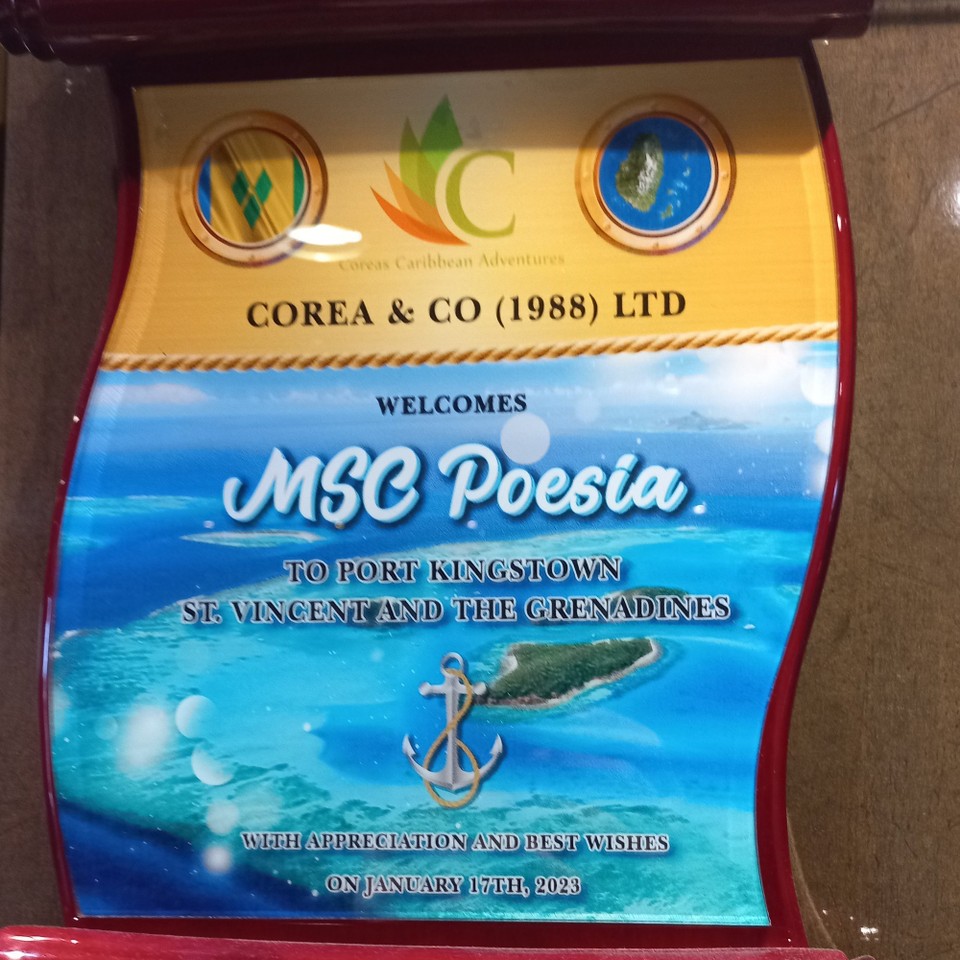 C
Coreas Caribbean Adventures
COREA & CO (1988) LTD
WELCOMES
MSC Poesia
TO PORT KINGSTOWN
ST. VINCENT AND THE GRENADINES
WITH APPRECIATION AND BEST WISHES
ON JANUARY 17TH, 2023